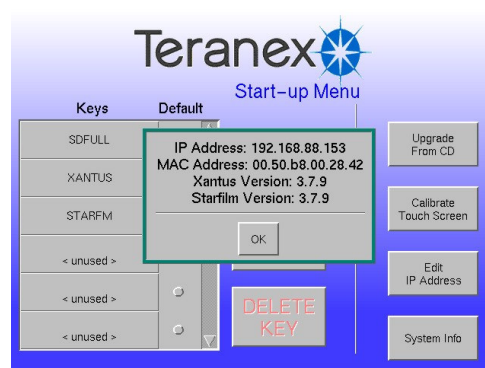 Teranex
Start-up Menu
Keys Default
SDFULL
XANTUS
STARFM
< unused >
< unused >
< unused >
IP Address: 192.168.88.153
MAC Address: 00.50.b8.00.28.42
Xantus Version: 3.7.9
Starfilm Version: 3.7.9
OK
DELETE
KEY
Upgrade
From CD
Calibrate
Touch Screen
Edit
IP Address
System Info